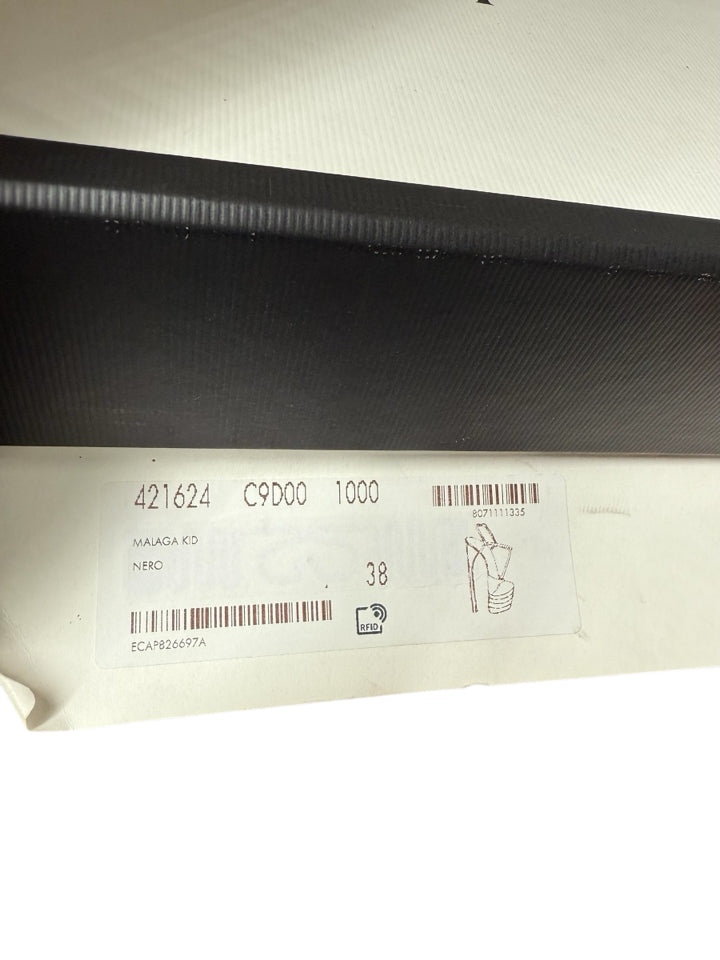 421624 C9D00 1000
8071111335
MALAGA KID
NERO
38
RFID
ECAP826697A